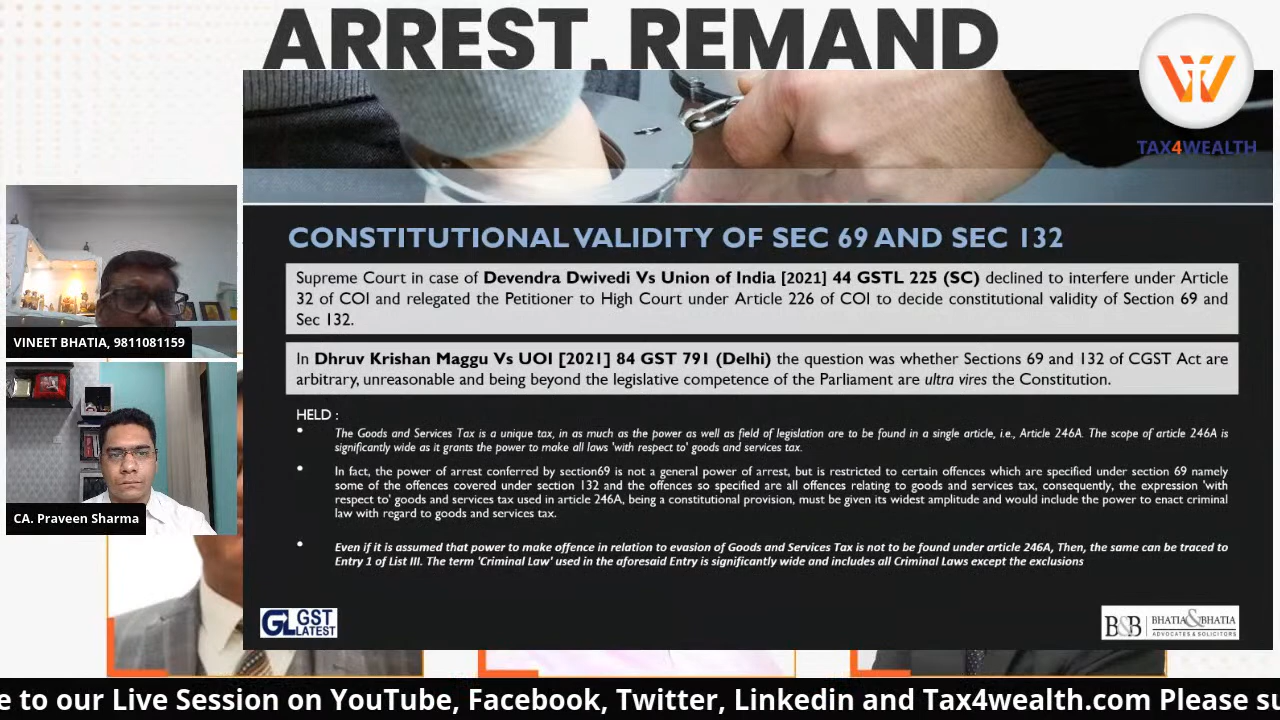 ARREST, REMAND
TAX4WEALTH
CONSTITUTIONAL VALIDITY OF SEC 69 AND SEC 132
Supreme Court in case of Devendra Dwivedi Vs Union of India [2021] 44 GSTL 225 (SC) declined to interfere under Article
32 of COI and relegated the Petitioner to High Court under Article 226 of COI to decide constitutional validity of Section 69 and
Sec 132.
In Dhruv Krishan Maggu Vs UOI [2021] 84 GST 791 (Delhi) the question was whether Sections 69 and 132 of CGST Act are
arbitrary, unreasonable and being beyond the legislative competence of the Parliament are ultra vires the Constitution.
HELD :
• The Goods and Services Tax is a unique tax, in as much as the power as well as field of legislation are to be found in a single article, i.e., Article 246A. The scope of article 246A is
significantly wide as it grants the power to make all laws 'with respect to' goods and services tax.
• In fact, the power of arrest conferred by section69 is not a general power of arrest, but is restricted to certain offences which are specified under section 69 namely
some of the offences covered under section 132 and the offences so specified are all offences relating to goods and services tax, consequently, the expression 'with
respect to' goods and services tax used in article 246A, being a constitutional provision, must be given its widest amplitude and would include the power to enact criminal
law with regard to goods and services tax.
• Even if it is assumed that power to make offence in relation to evasion of Goods and Services Tax is not to be found under article 246A, Then, the same can be traced to
Entry 1 of List III. The term 'Criminal Law' used in the aforesaid Entry is significantly wide and includes all Criminal Laws except the exclusions
VINEET BHATIA, 9811081159
CA. Praveen Sharma
GL GST
LATEST
B&B BHATIA&BHATIA
ADVOCATES & SOLICITORS
e to our Live Session on YouTube, Facebook, Twitter, Linkedin and Tax4wealth.com Please su